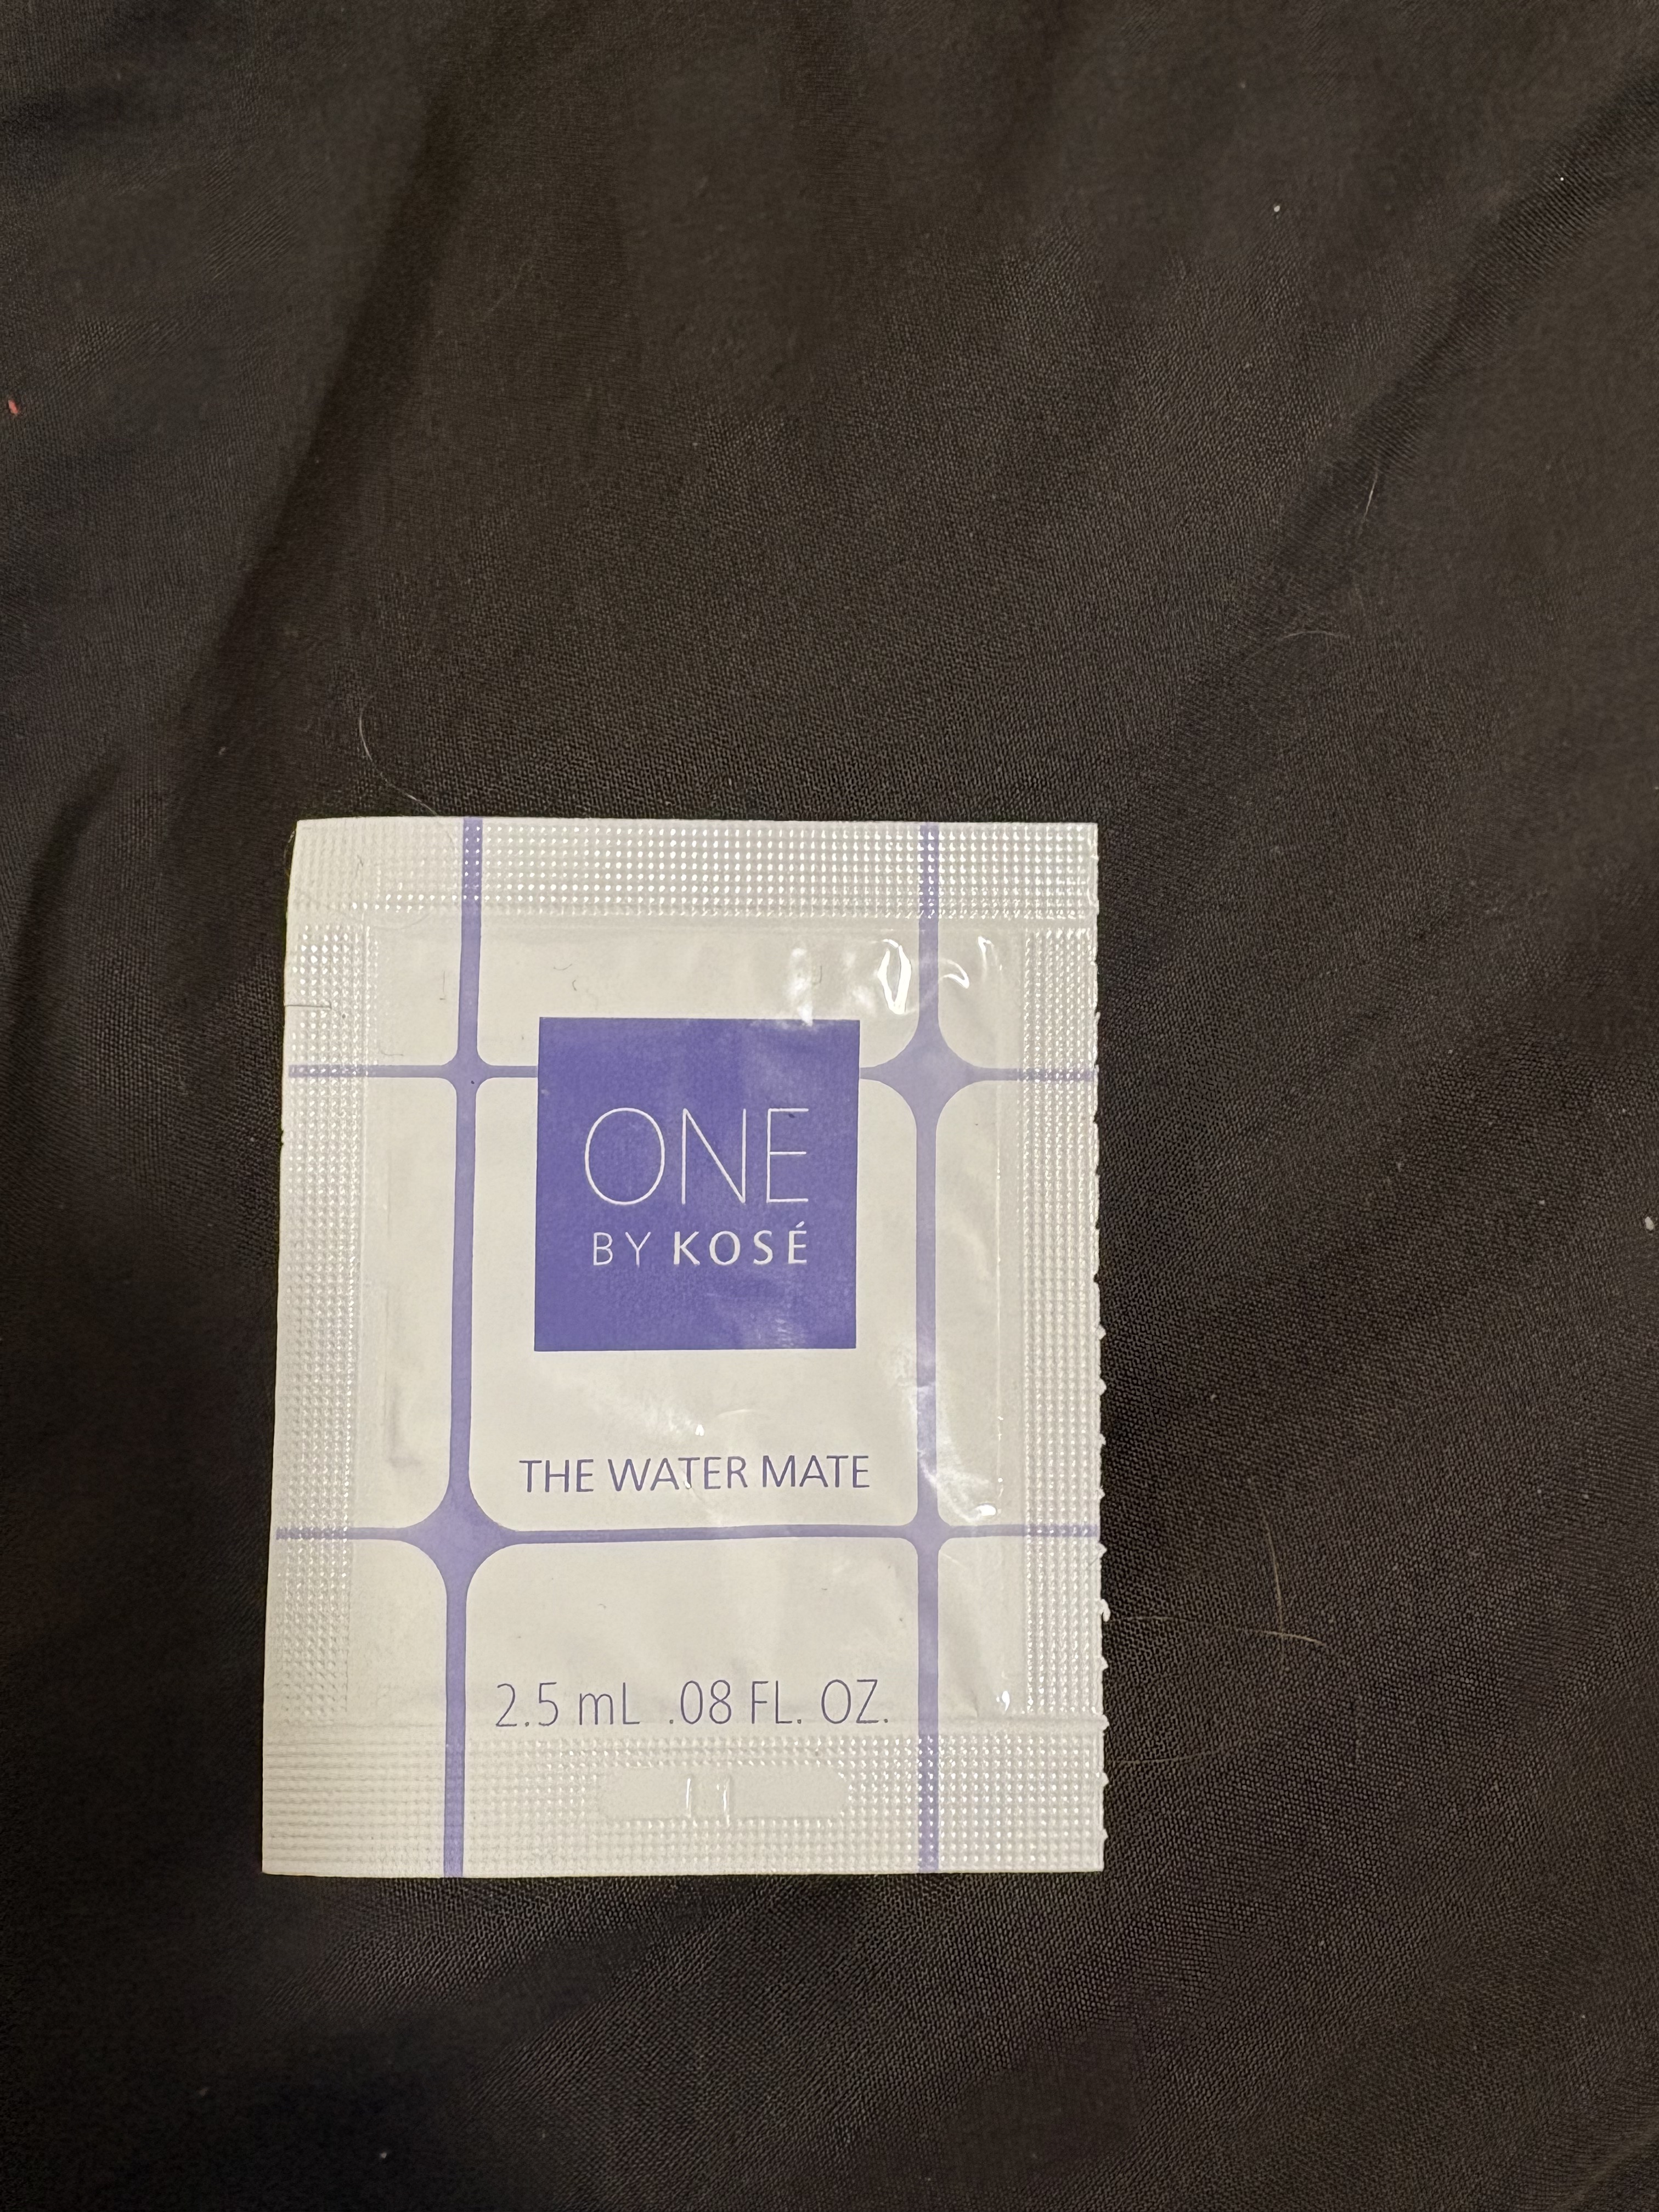 ONE
BY KOSÉ
THE WATER MATE
2.5 mL .08 FL. OZ.